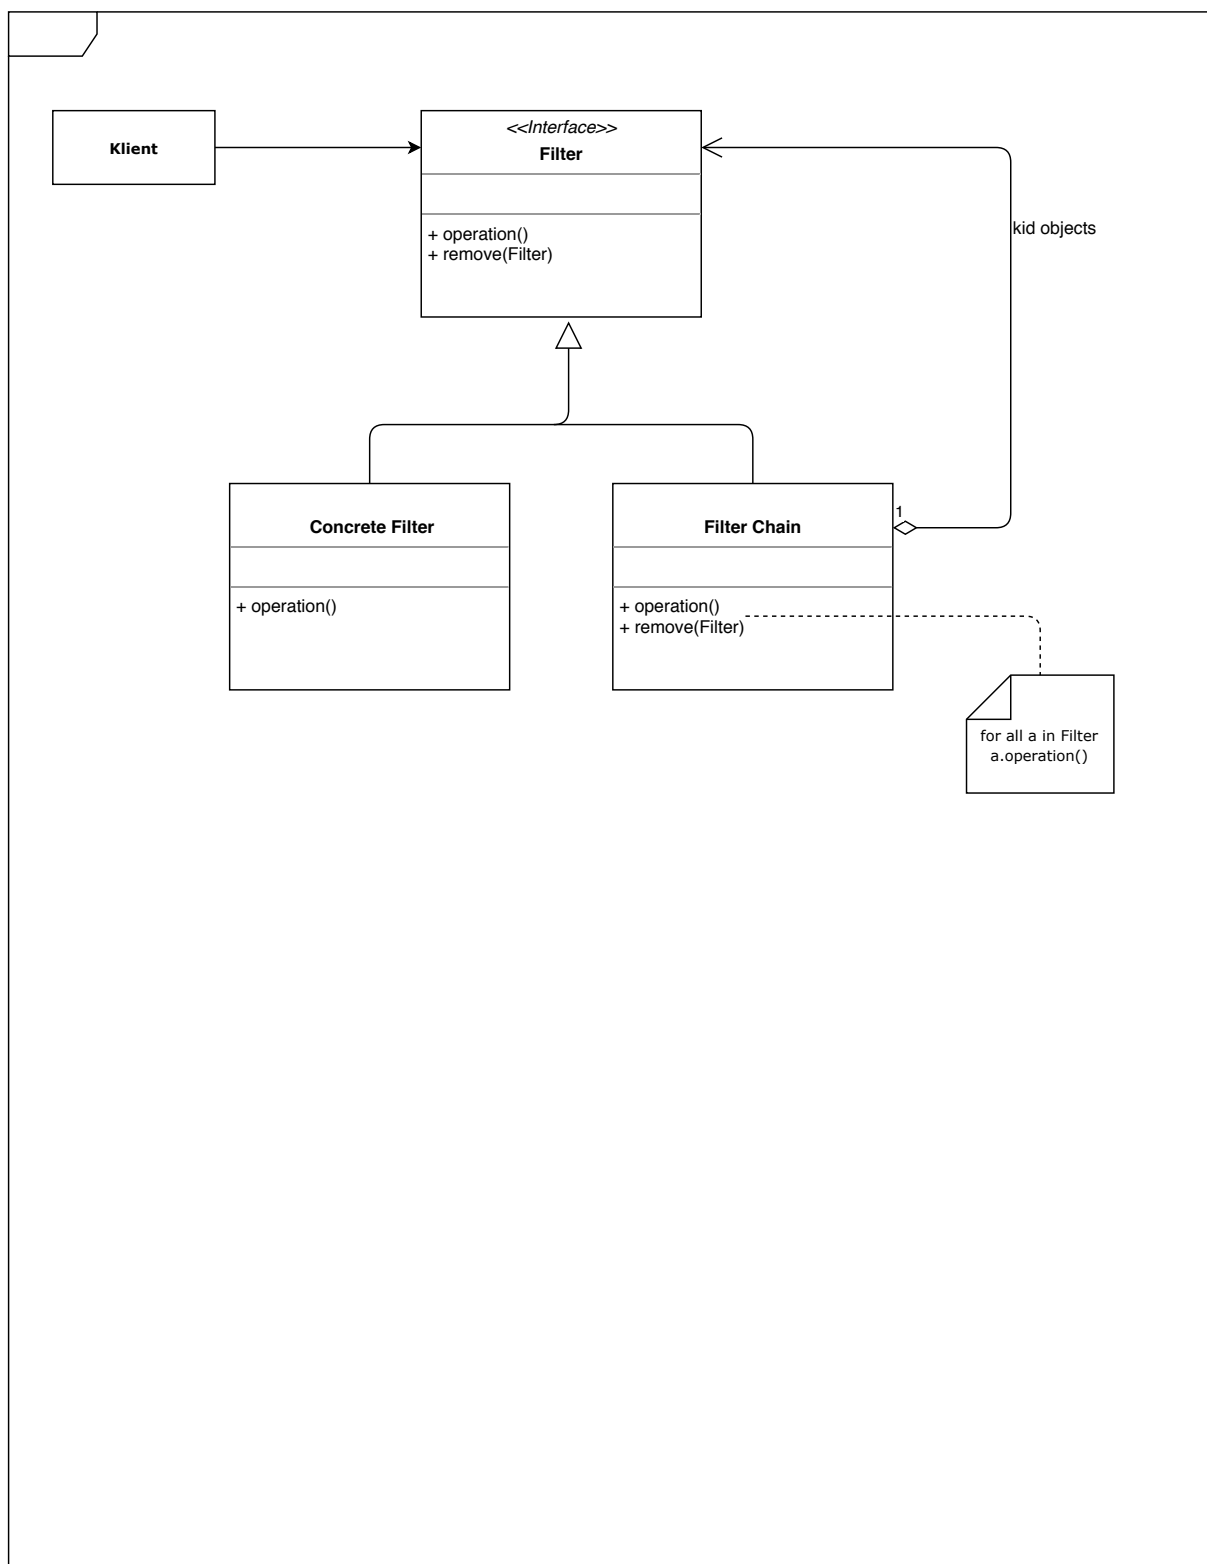 Klient
<<Interface>>
Filter
+ operation()
+ remove(Filter)
kid objects
Concrete Filter
+ operation()
Filter Chain
1
+ operation()
+ remove(Filter)
for all a in Filter
a.operation()